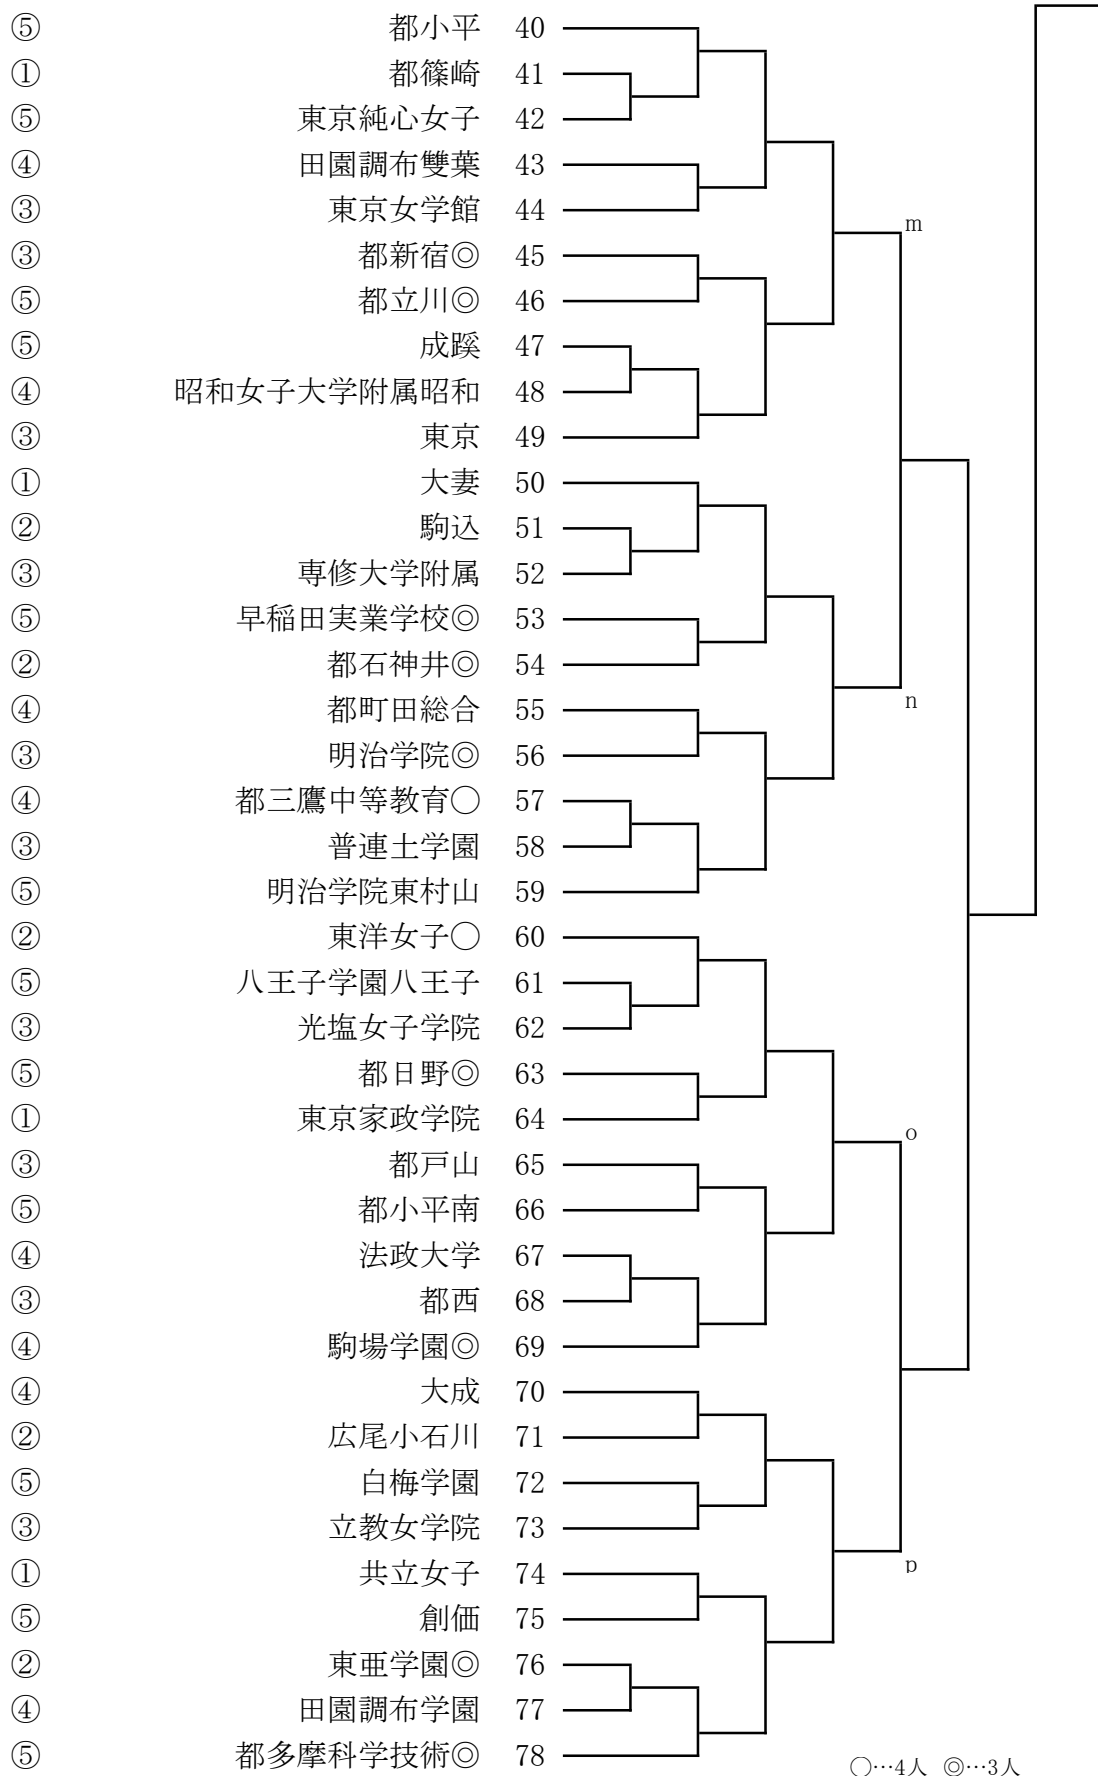 ⑤ 都小平 40
① 都篠崎 41
⑤ 東京純心女子 42
④ 田園調布雙葉 43
③ 東京女学館 44
m
③ 都新宿◎ 45
⑤ 都立川◎ 46
⑤ 成蹊 47
④ 昭和女子大学附属昭和 48
③ 東京 49
① 大妻 50
② 駒込 51
③ 専修大学附属 52
⑤ 早稲田実業学校◎ 53
② 都石神井◎ 54
④ 都町田総合 55
n
③ 明治学院◎ 56
④ 都三鷹中等教育○ 57
③ 普連土学園 58
⑤ 明治学院東村山 59
② 東洋女子○ 60
⑤ 八王子学園八王子 61
③ 光塩女子学院 62
⑤ 都日野◎ 63
① 東京家政学院 64
o
③ 都戸山 65
⑤ 都小平南 66
④ 法政大学 67
③ 都西 68
④ 駒場学園◎ 69
④ 大成 70
② 広尾小石川 71
⑤ 白梅学園 72
③ 立教女学院 73
p
① 共立女子 74
⑤ 創価 75
② 東亜学園◎ 76
④ 田園調布学園 77
⑤ 都多摩科学技術◎ 78
○…4人 ◎…3人